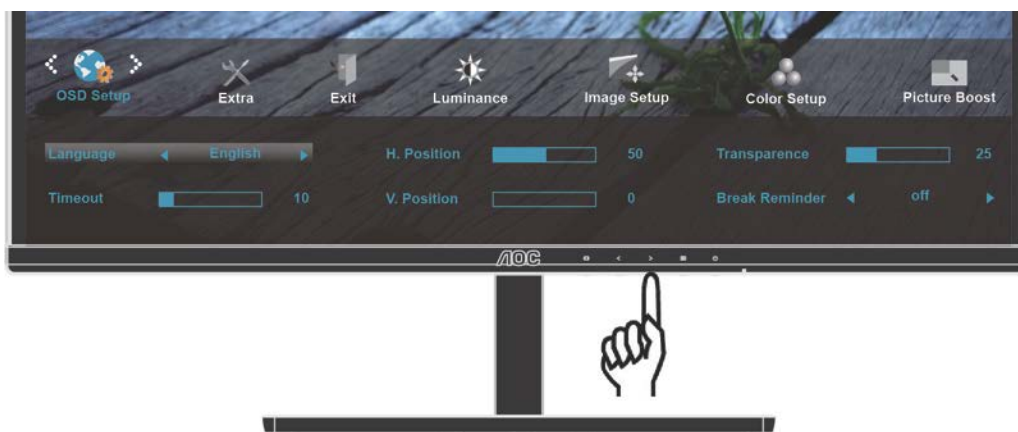 OSD Setup Extra Exit Luminance Image Setup Color Setup Picture Boost
Language English H. Position 50 Transparence 25
Timeout 10 V. Position 0 Break Reminder off
AOC